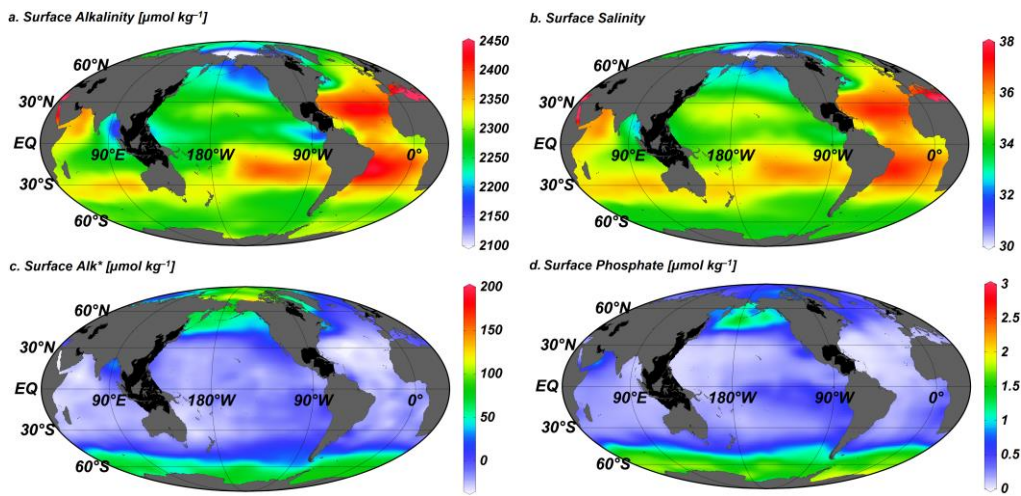 a. Surface Alkalinity [µmol kg⁻¹]
60°N
30°N
EQ
30°S
60°S
90°E
180°W
90°W
0°
2450
2400
2350
2300
2250
2200
2150
2100
b. Surface Salinity
60°N
30°N
EQ
30°S
60°S
90°E
180°W
90°W
0°
38
37
36
35
34
33
32
31
30
c. Surface Alk* [µmol kg⁻¹]
60°N
30°N
EQ
30°S
60°S
90°E
180°W
90°W
0°
200
150
100
50
0
d. Surface Phosphate [µmol kg⁻¹]
60°N
30°N
EQ
30°S
60°S
90°E
180°W
90°W
0°
3
2.5
2
1.5
1
0.5
0